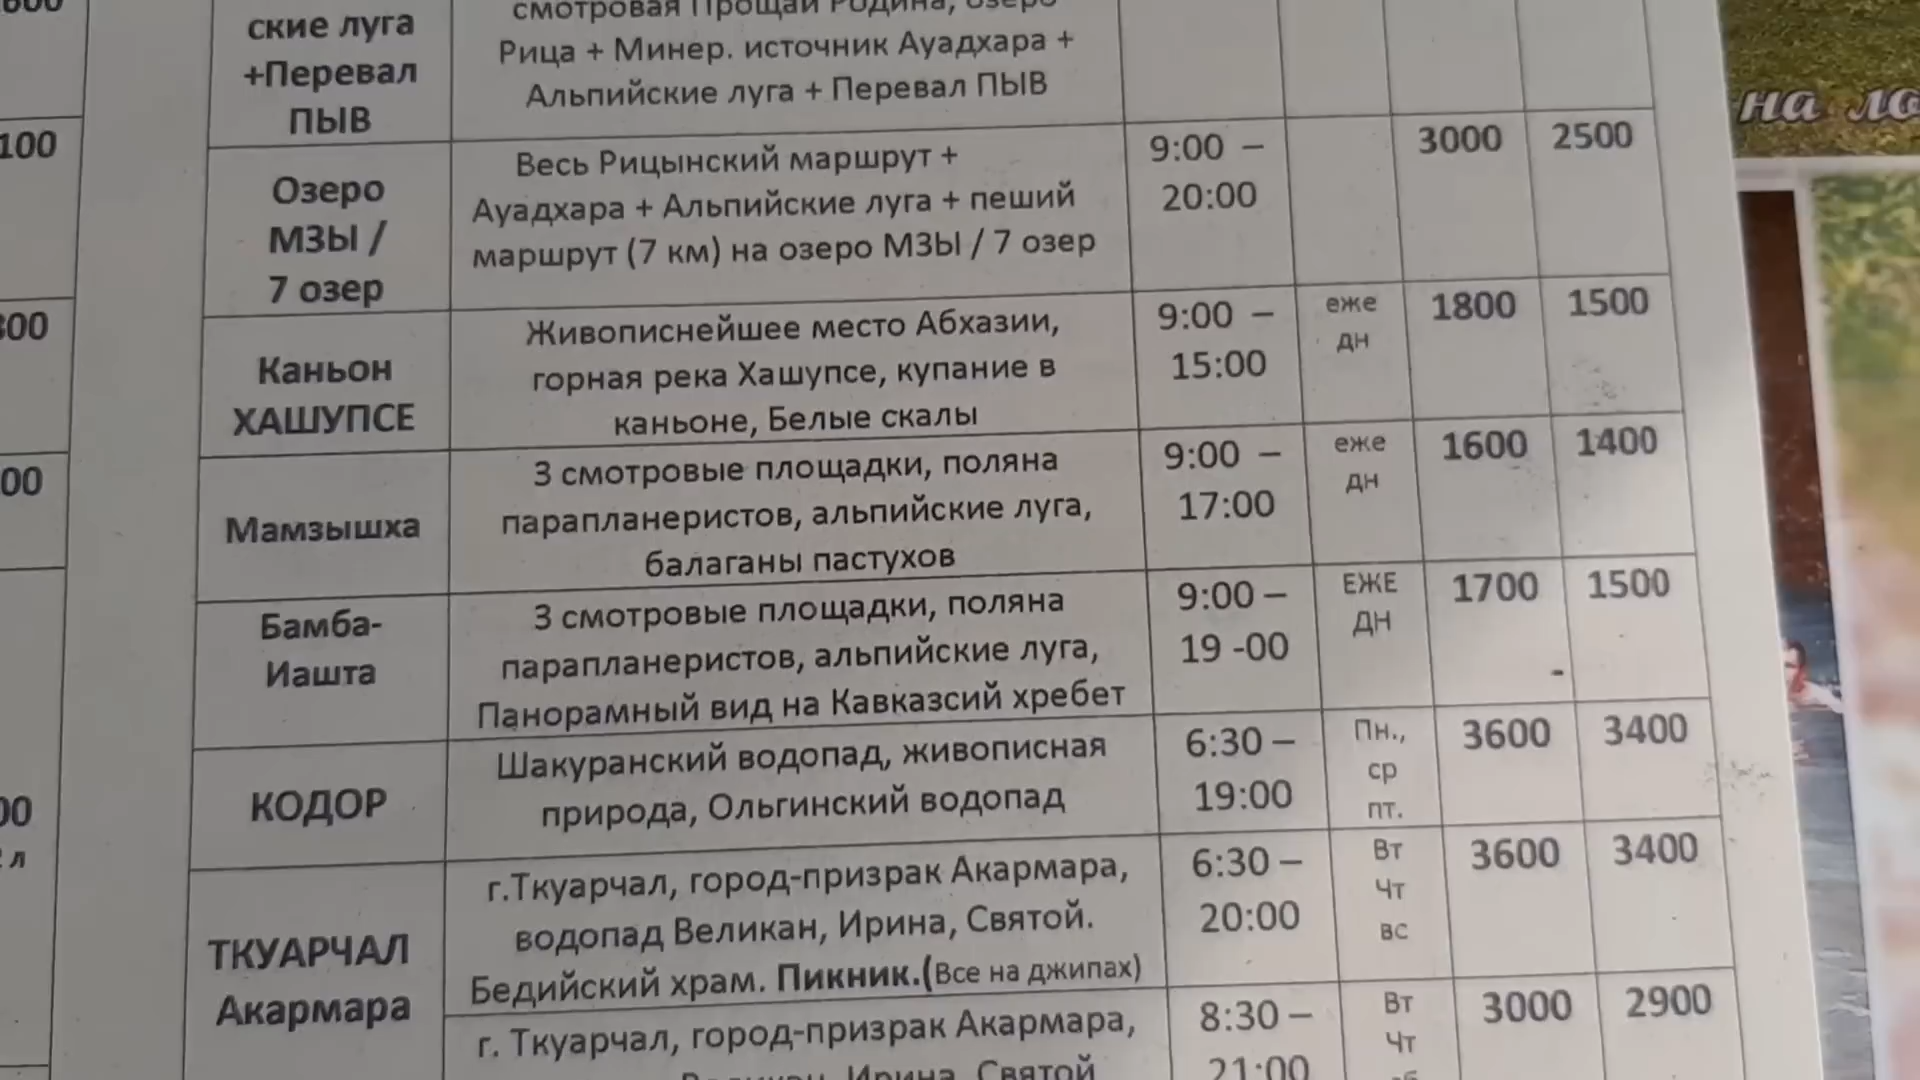 ские луга
+Перевал
ПЫВ
смотровая Прощай Родина, озеро
Рица + Минер. источник Ауадхара +
Альпийские луга + Перевал ПЫВ
Озеро
МЗЫ /
7 озер
Весь Рицынский маршрут +
Ауадхара + Альпийские луга + пеший
маршрут (7 км) на озеро МЗЫ / 7 озер
9:00 –
20:00
3000
2500
Каньон
ХАШУПСЕ
Живописнейшее место Абхазии,
горная река Хашупсе, купание в
каньоне, Белые скалы
9:00 –
15:00
еже
дн
1800
1500
Мамзышха
3 смотровые площадки, поляна
парапланеристов, альпийские луга,
балаганы пастухов
9:00 –
17:00
еже
дн
1600
1400
Бамба-
Иашта
3 смотровые площадки, поляна
парапланеристов, альпийские луга,
Панорамный вид на Кавказсий хребет
9:00 –
19 -00
ЕЖЕ
ДН
1700
-
1500
КОДОР
Шакуранский водопад, живописная
природа, Ольгинский водопад
6:30 –
19:00
Пн.,
ср
пт.
3600
3400
ТКУАРЧАЛ
Акармара
г.Ткуарчал, город-призрак Акармара,
водопад Великан, Ирина, Святой.
Бедийский храм. Пикник.(Все на джипах)
6:30 –
20:00
Вт
Чт
вс
3600
3400
г. Ткуарчал, город-призрак Акармара,
Великан, Ирина, Святой
8:30 –
21:00
Вт
Чт
3000
2900
100
00
л
на